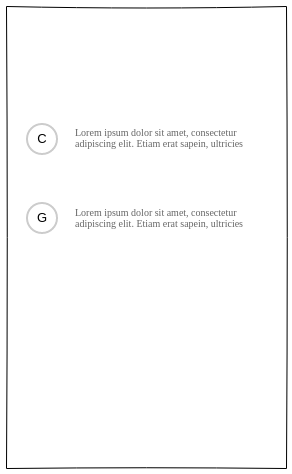 C
Lorem ipsum dolor sit amet, consectetur
adipiscing elit. Etiam erat sapein, ultricies
G
Lorem ipsum dolor sit amet, consectetur
adipiscing elit. Etiam erat sapein, ultricies